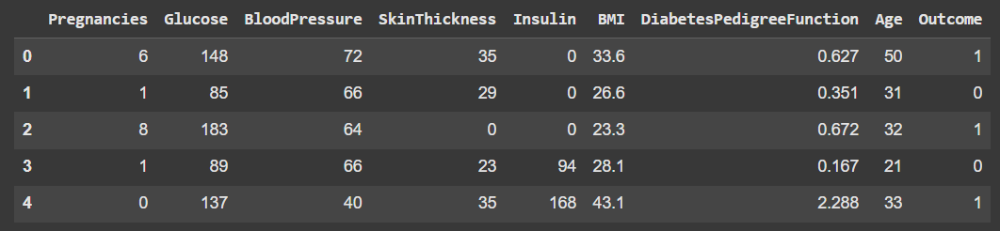 Pregnancies Glucose BloodPressure SkinThickness Insulin BMI DiabetesPedigreeFunction Age Outcome
0 6 148 72 35 0 33.6 0.627 50 1
1 1 85 66 29 0 26.6 0.351 31 0
2 8 183 64 0 0 23.3 0.672 32 1
3 1 89 66 23 94 28.1 0.167 21 0
4 0 137 40 35 168 43.1 2.288 33 1